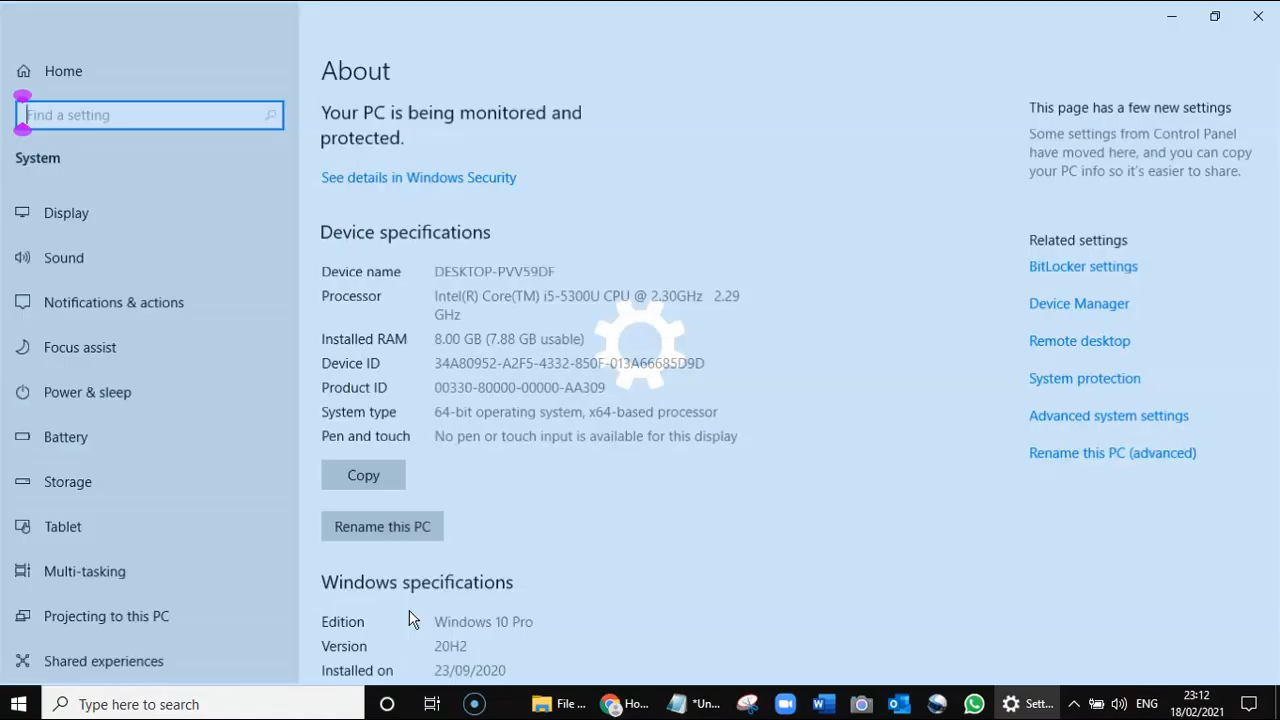 Home
Find a setting
System
Display
Sound
Notifications & actions
Focus assist
Power & sleep
Battery
Storage
Tablet
Multi-tasking
Projecting to this PC
Shared experiences
About
Your PC is being monitored and
protected.
See details in Windows Security
Device specifications
Device name DESKTOP-PVV59DF
Processor Intel(R) Core(TM) i5-5300U CPU @ 2.30GHz 2.29
GHz
Installed RAM 8.00 GB (7.88 GB usable)
Device ID 34A80952-A2F5-4332-850F-013A66685D9D
Product ID 00330-80000-00000-AA309
System type 64-bit operating system, x64-based processor
Pen and touch No pen or touch input is available for this display
Copy
Rename this PC
Windows specifications
Edition Windows 10 Pro
Version 20H2
Installed on 23/09/2020
This page has a few new settings
Some settings from Control Panel
have moved here, and you can copy
your PC info so it's easier to share.
Related settings
BitLocker settings
Device Manager
Remote desktop
System protection
Advanced system settings
Rename this PC (advanced)
Type here to search
File ...
Ho...
*Un...
Sett...
ENG
23:12
18/02/2021